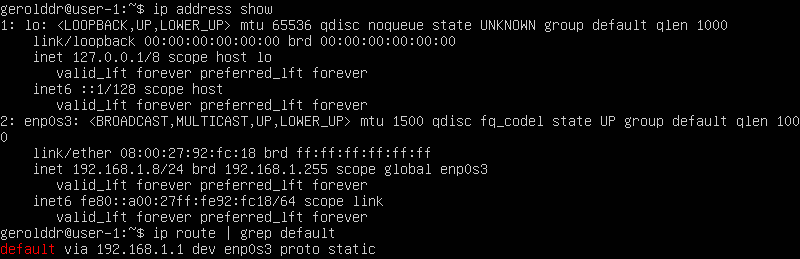 gerolddr@user-1:~$ ip address show
1: lo: <LOOPBACK,UP,LOWER_UP> mtu 65536 qdisc noqueue state UNKNOWN group default qlen 1000
    link/loopback 00:00:00:00:00:00 brd 00:00:00:00:00:00
    inet 127.0.0.1/8 scope host lo
       valid_lft forever preferred_lft forever
    inet6 ::1/128 scope host
       valid_lft forever preferred_lft forever
2: enp0s3: <BROADCAST,MULTICAST,UP,LOWER_UP> mtu 1500 qdisc fq_codel state UP group default qlen 100
0
    link/ether 08:00:27:92:fc:18 brd ff:ff:ff:ff:ff:ff
    inet 192.168.1.8/24 brd 192.168.1.255 scope global enp0s3
       valid_lft forever preferred_lft forever
    inet6 fe80::a00:27ff:fe92:fc18/64 scope link
       valid_lft forever preferred_lft forever
gerolddr@user-1:~$ ip route | grep default
default via 192.168.1.1 dev enp0s3 proto static